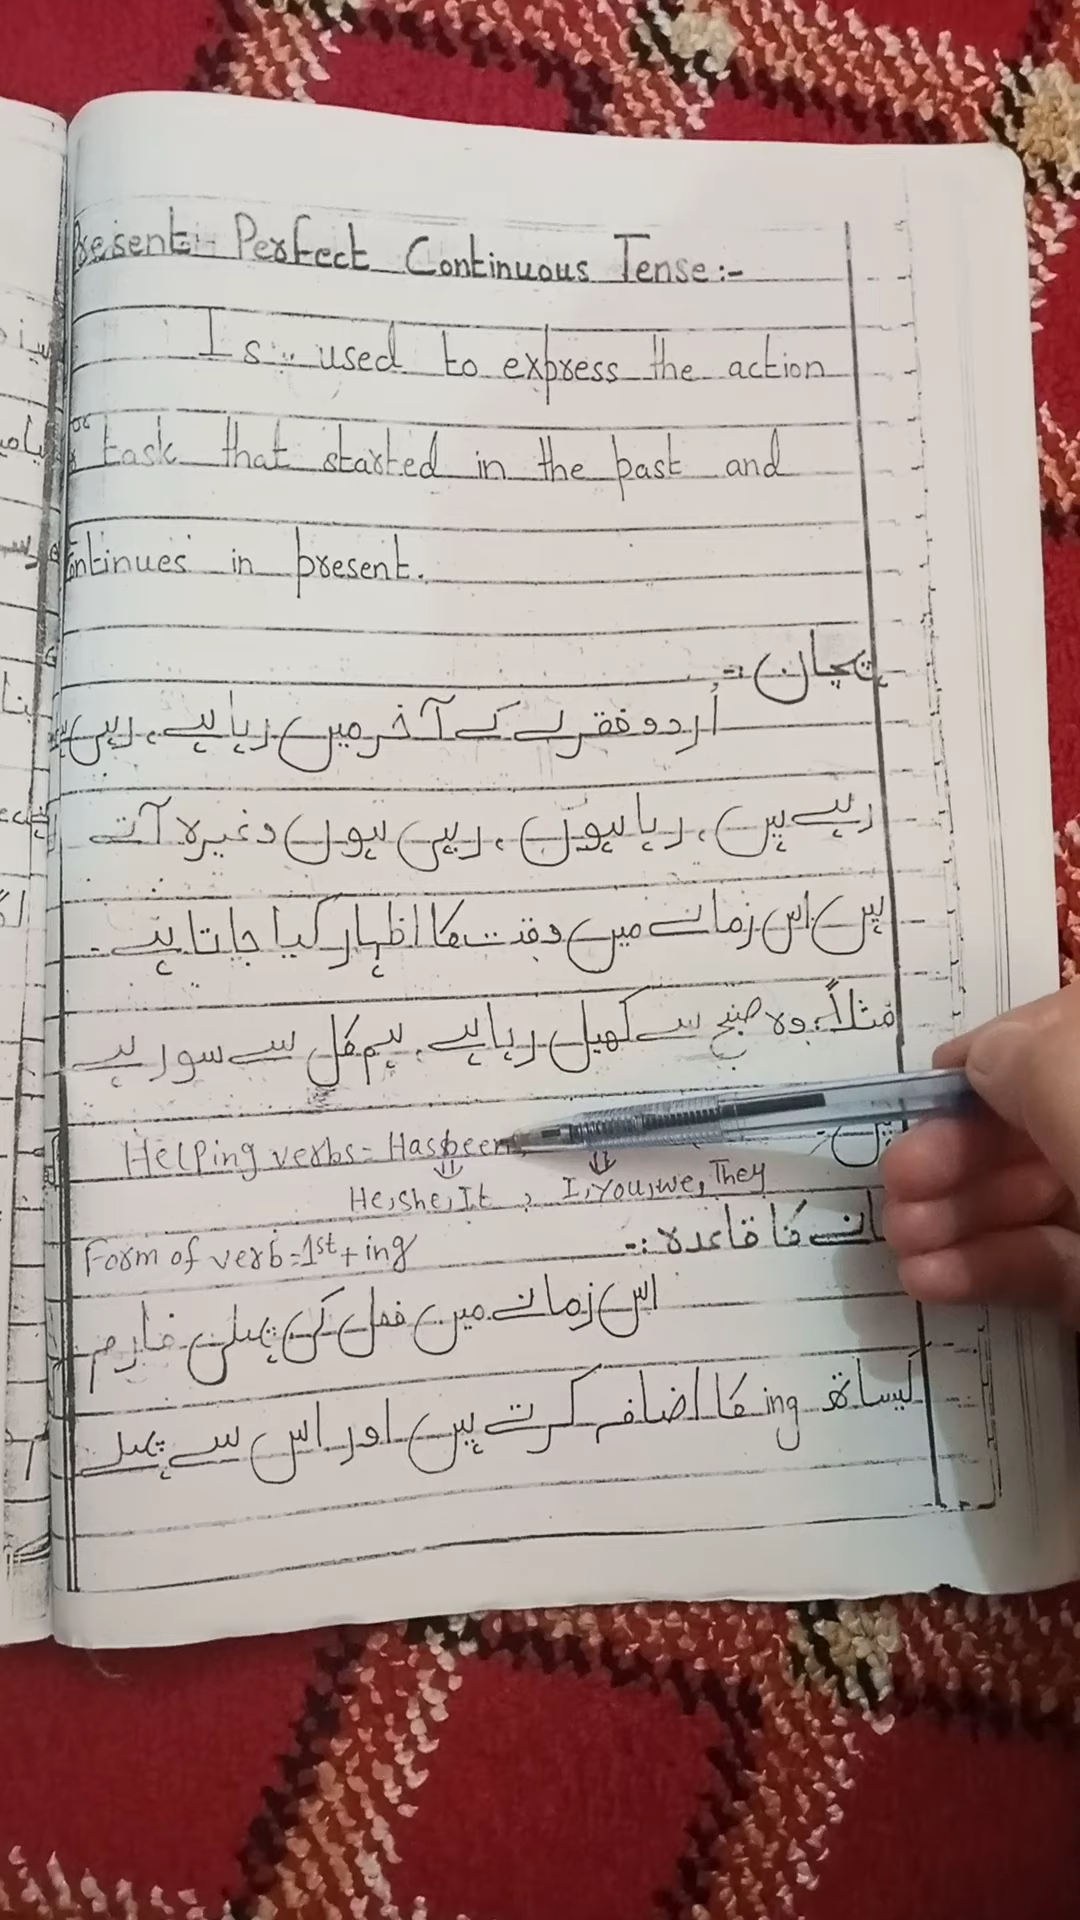 Present:- Perfect Continuous Tense:-
Is used to express the action
or task that started in the past and
continues in present.
پہچان:-
اُردو فقرے کے آخر میں رہا ہے، رہی ہے
رہے ہیں، رہا ہوں، رہی ہوں وغیرہ آتے
ہیں اس زمانے میں وقت کا اظہار کیا جاتا ہے۔
مثلاً: وہ صبح سے کھیل رہا ہے، ہم کل سے سو رہے
ہیں۔
Helping verbs = Hasbeen,
He, she, It , I, You, we, They
بنانے کا قاعدہ:-
Form of verb = 1st + ing
اس زمانے میں فعل کی پہلی فارم
کیساتھ ing کا اضافہ کرتے ہیں اور اس سے پہلے